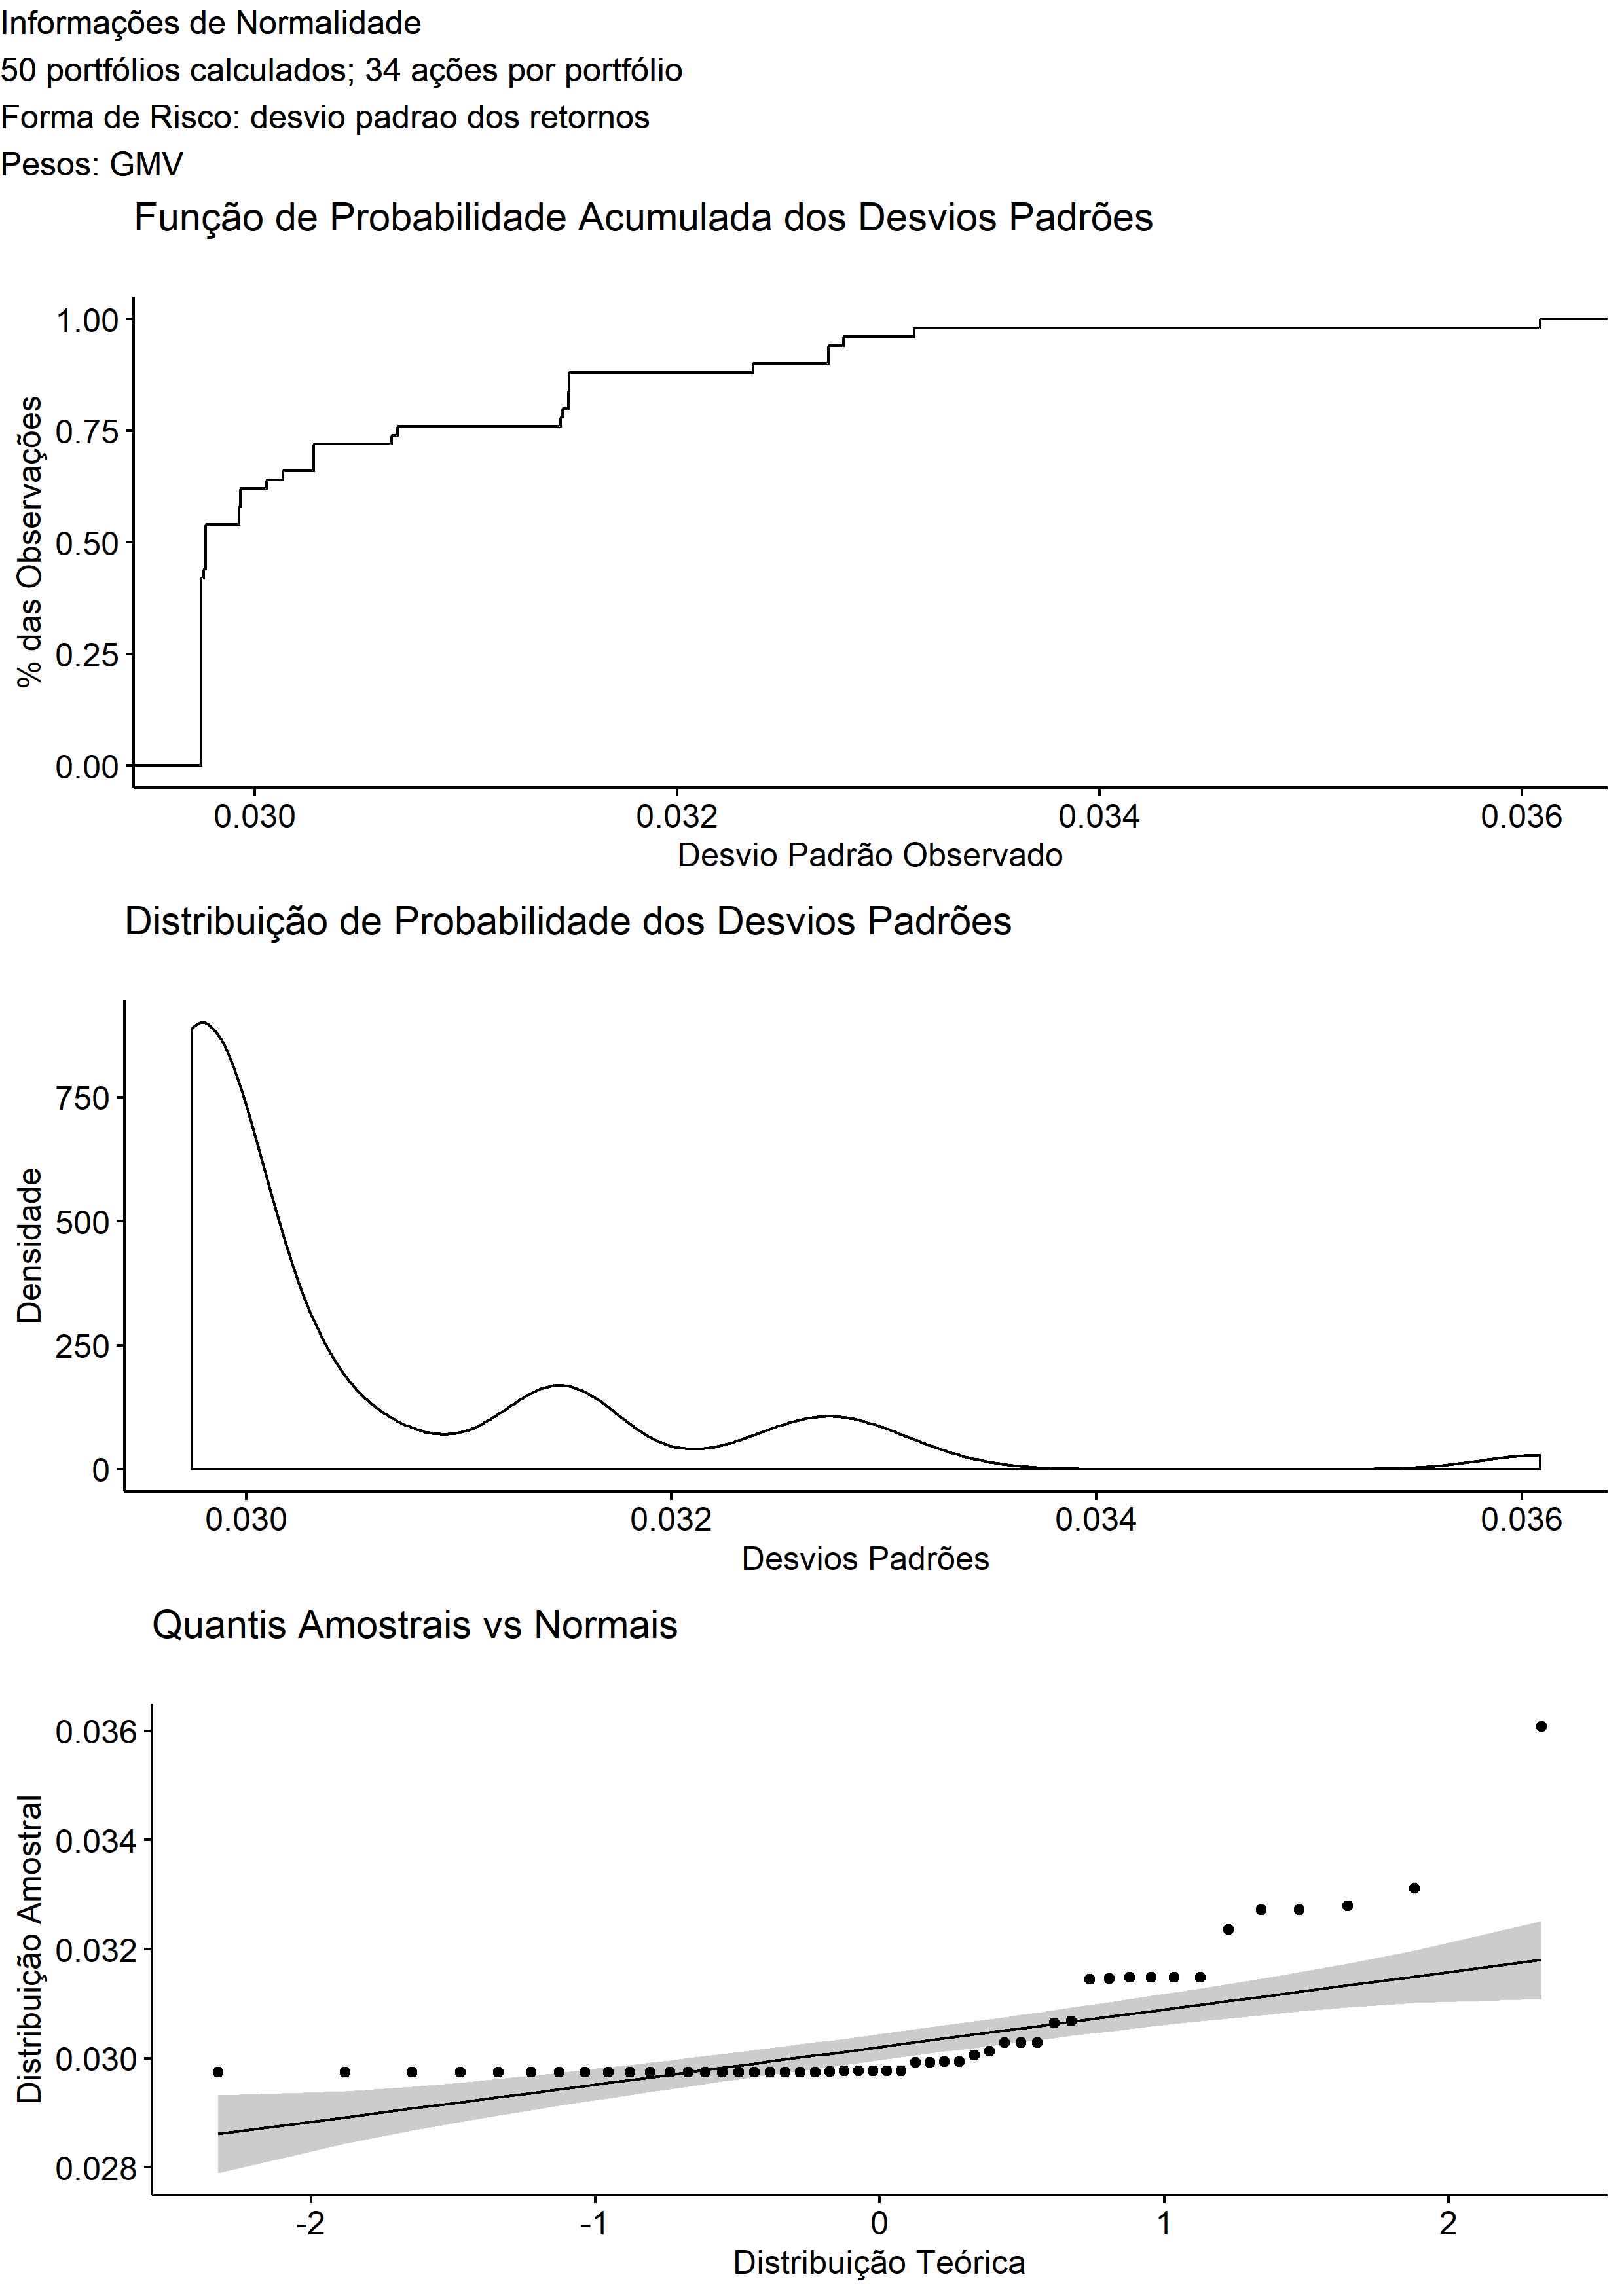 Informações de Normalidade
50 portfólios calculados; 34 ações por portfólio
Forma de Risco: desvio padrao dos retornos
Pesos: GMV
Função de Probabilidade Acumulada dos Desvios Padrões
% das Observações
1.00
0.75
0.50
0.25
0.00
0.030 0.032 0.034 0.036
Desvio Padrão Observado
Distribuição de Probabilidade dos Desvios Padrões
Densidade
750
500
250
0
0.030 0.032 0.034 0.036
Desvios Padrões
Quantis Amostrais vs Normais
Distribuição Amostral
0.036
0.034
0.032
0.030
0.028
-2 -1 0 1 2
Distribuição Teórica